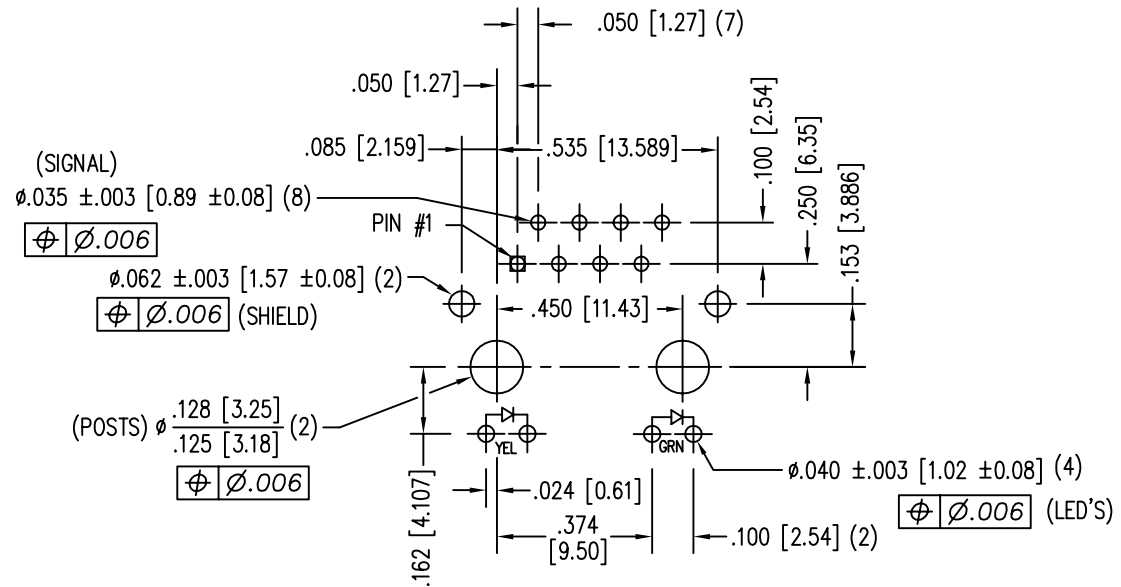 .050 [1.27] (7)
.050 [1.27]
.085 [2.159]
.535 [13.589]
.100 [2.54]
.250 [6.35]
.153 [3.886]
(SIGNAL)
ø.035 ±.003 [0.89 ±0.08] (8)
⌖ Ø.006
PIN #1
ø.062 ±.003 [1.57 ±0.08] (2)
⌖ Ø.006 (SHIELD)
.450 [11.43]
(POSTS) ø .128 [3.25] (2)
.125 [3.18]
⌖ Ø.006
YEL
GRN
ø.040 ±.003 [1.02 ±0.08] (4)
⌖ Ø.006 (LED'S)
.162 [4.107]
.024 [0.61]
.374
[9.50]
.100 [2.54] (2)